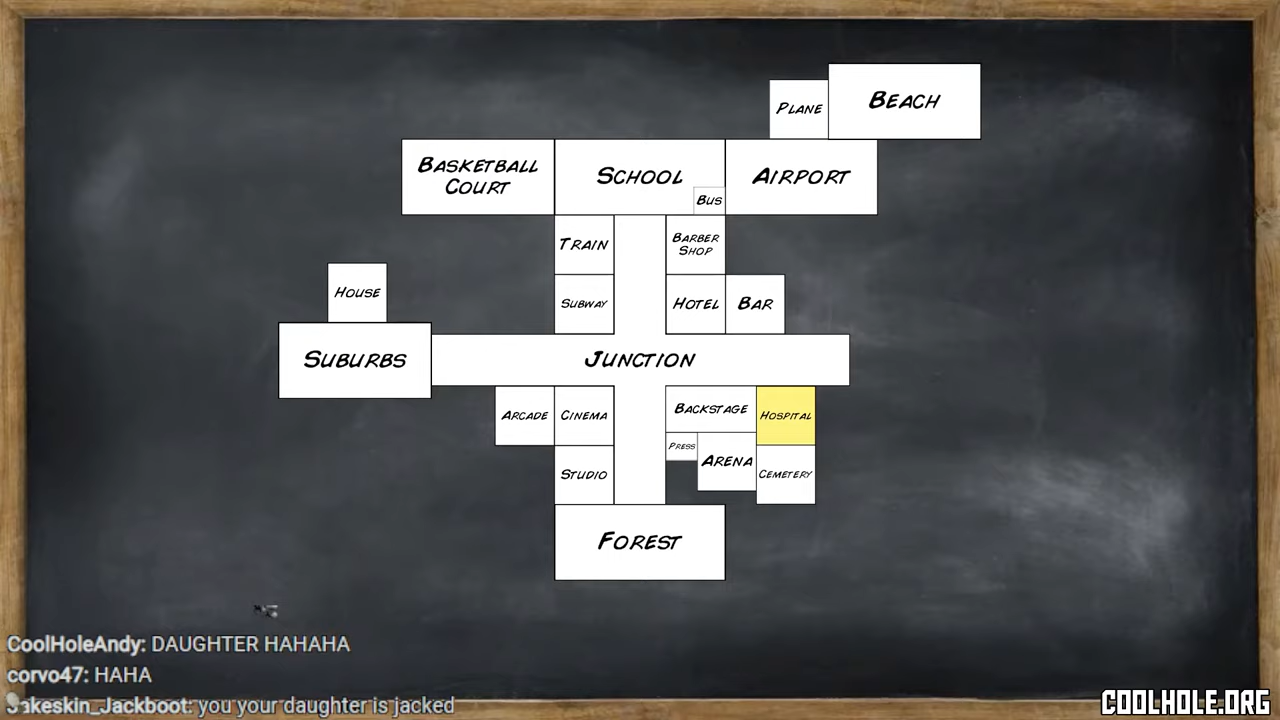 BEACH
PLANE
BASKETBALL
COURT
SCHOOL
AIRPORT
BUS
TRAIN
BARBER
SHOP
HOUSE
SUBWAY
HOTEL
BAR
SUBURBS
JUNCTION
ARCADE
CINEMA
BACKSTAGE
HOSPITAL
PRESS
ARENA
STUDIO
CEMETERY
FOREST
CoolHoleAndy: DAUGHTER HAHAHA
corvo47: HAHA
Jakeskin_Jackboot: you your daughter is jacked
COOLHOLE.ORG